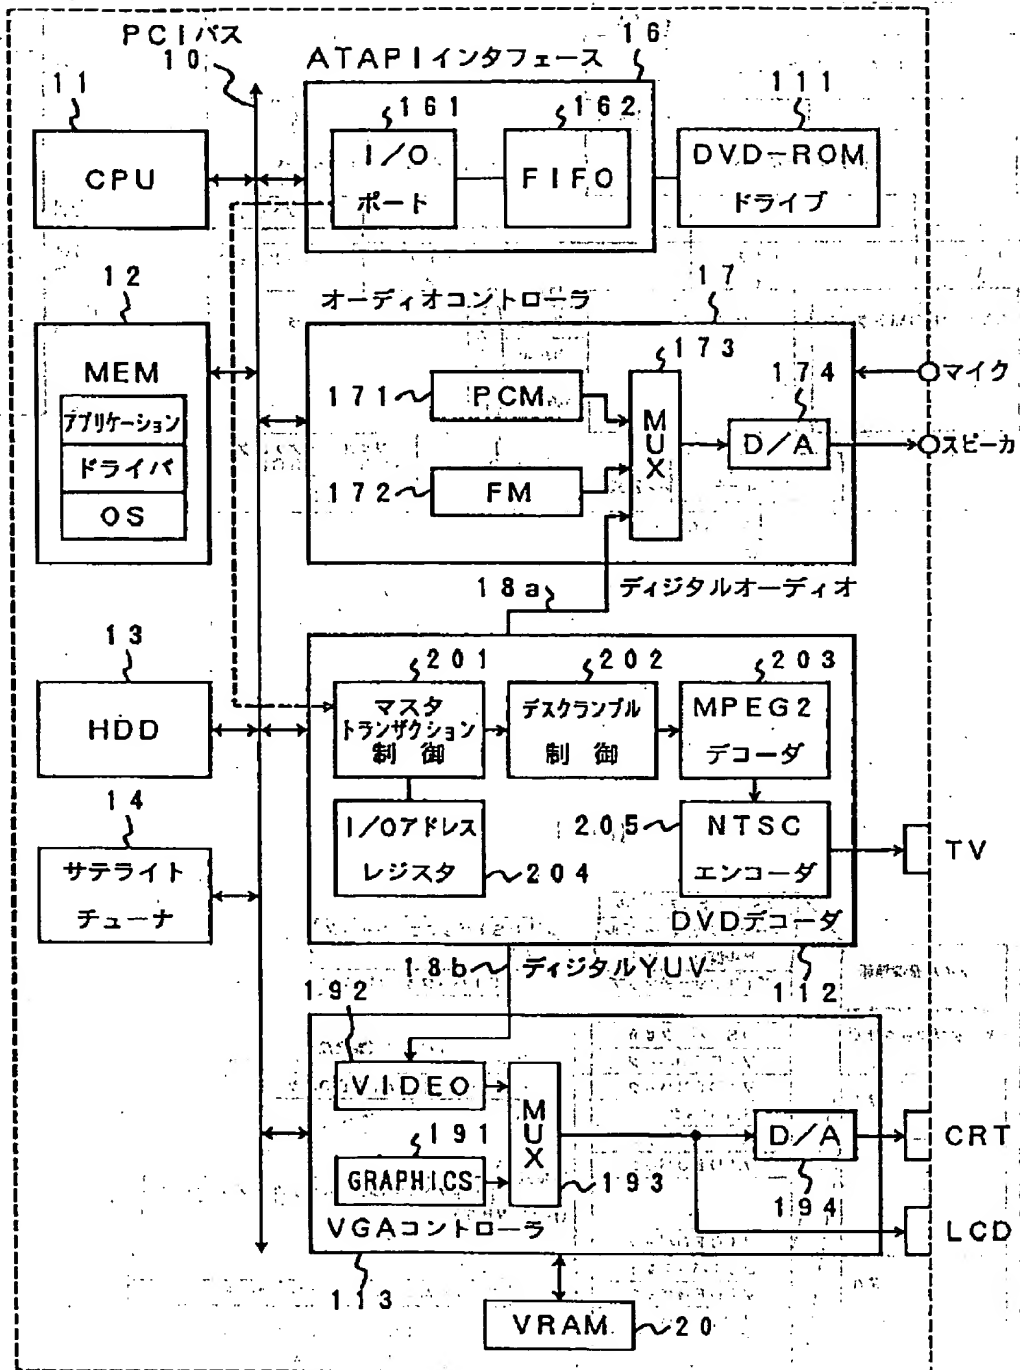 PCIバス
10
ATAPIインタフェース
16
11
CPU
161
I/O
ポート
162
FIFO
111
DVD-ROM
ドライブ
12
MEM
アプリケーション
ドライバ
OS
オーディオコントローラ
17
171
PCM
172
FM
173
MUX
174
D/A
マイク
スピーカ
18a
ディジタルオーディオ
13
HDD
201
マスタ
トランザクション
制御
202
デスクランブル
制御
203
MPEG2
デコーダ
14
サテライト
チューナ
I/Oアドレス
レジスタ
204
205
NTSC
エンコーダ
TV
DVDデコーダ
18b
ディジタルYUV
112
192
VIDEO
191
GRAPHICS
MUX
193
D/A
194
CRT
LCD
VGAコントローラ
113
VRAM
20